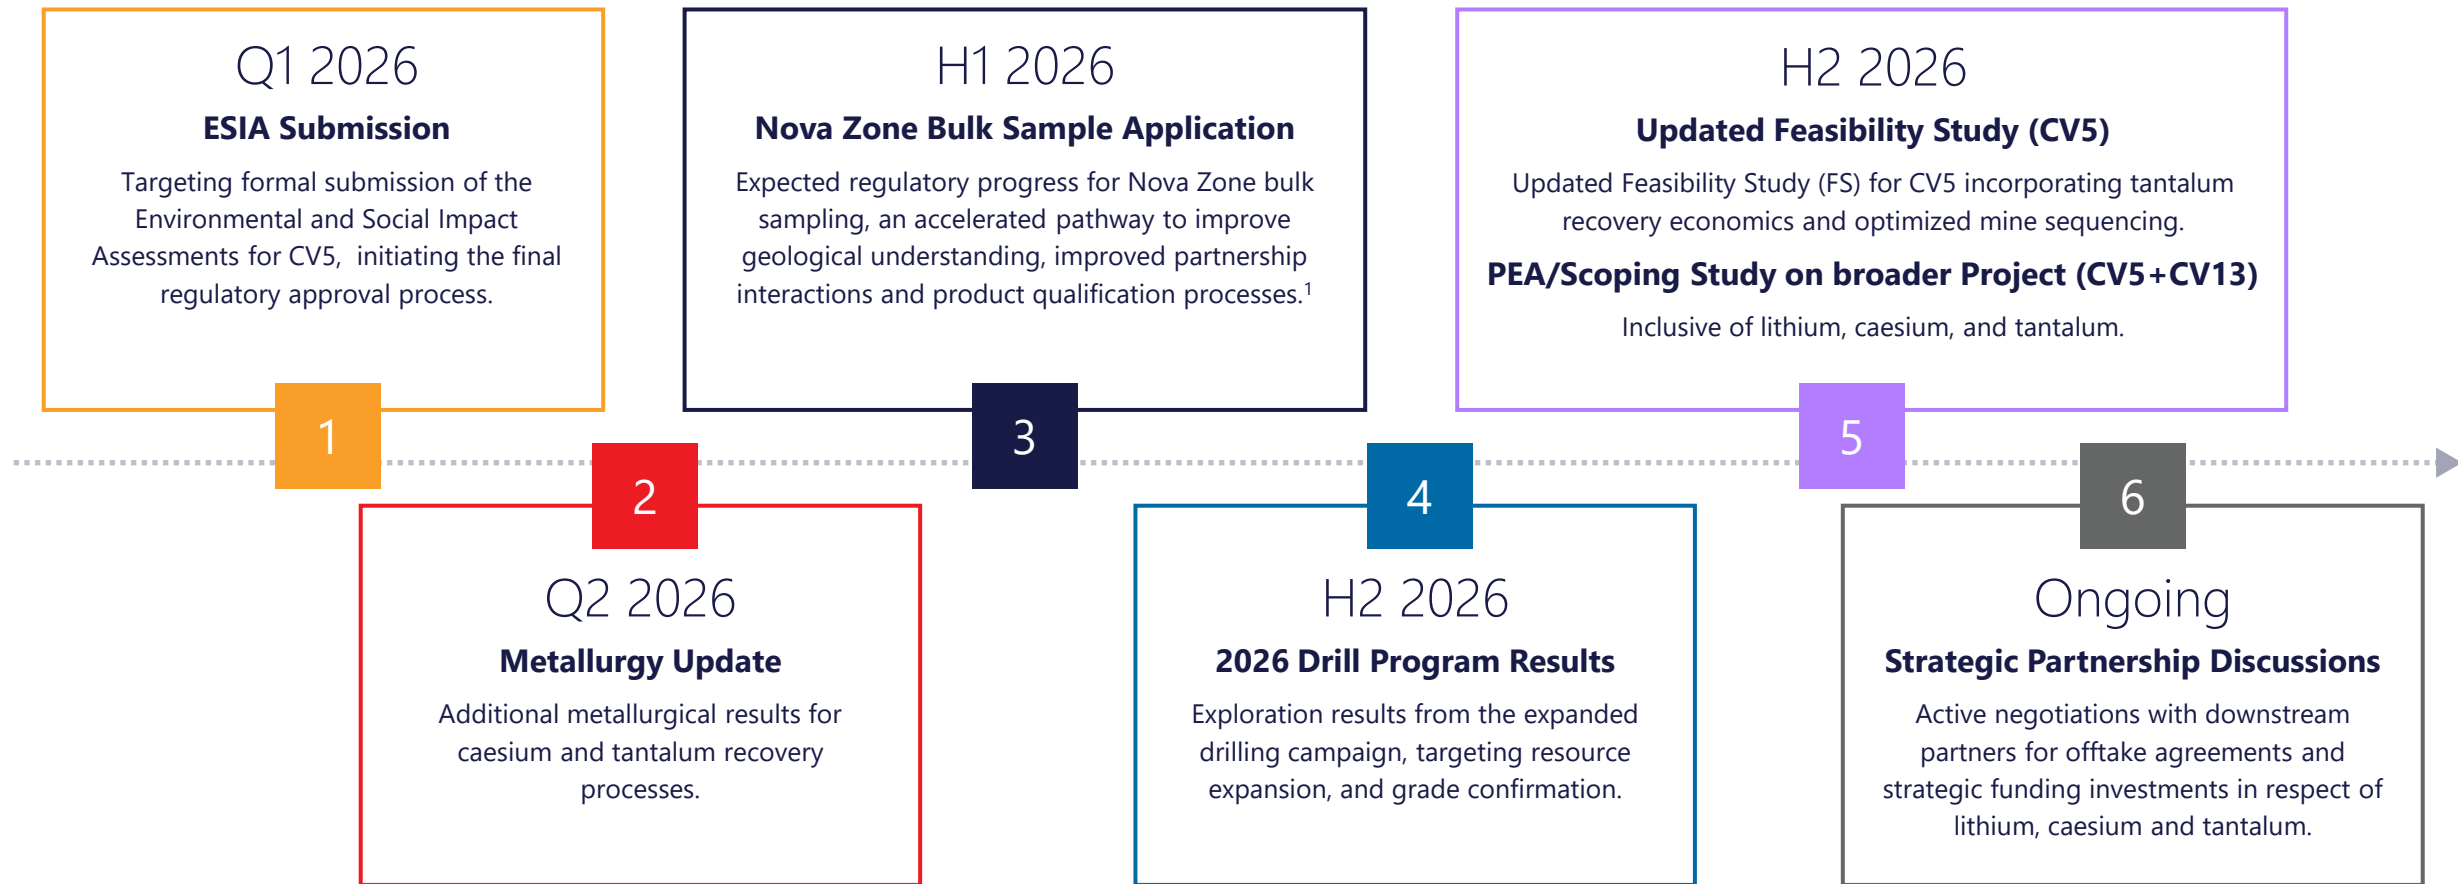 Q1 2026
ESIA Submission
Targeting formal submission of the
Environmental and Social Impact
Assessments for CV5,  initiating the final
regulatory approval process.
1
Q2 2026
Metallurgy Update
Additional metallurgical results for
caesium and tantalum recovery
processes.
2
H1 2026
Nova Zone Bulk Sample Application
Expected regulatory progress for Nova Zone bulk
sampling, an accelerated pathway to improve
geological understanding, improved partnership
interactions and product qualification processes.¹
3
H2 2026
2026 Drill Program Results
Exploration results from the expanded
drilling campaign, targeting resource
expansion, and grade confirmation.
4
H2 2026
Updated Feasibility Study (CV5)
Updated Feasibility Study (FS) for CV5 incorporating tantalum
recovery economics and optimized mine sequencing.
PEA/Scoping Study on broader Project (CV5+CV13)
Inclusive of lithium, caesium, and tantalum.
5
6
Ongoing
Strategic Partnership Discussions
Active negotiations with downstream
partners for offtake agreements and
strategic funding investments in respect of
lithium, caesium and tantalum.